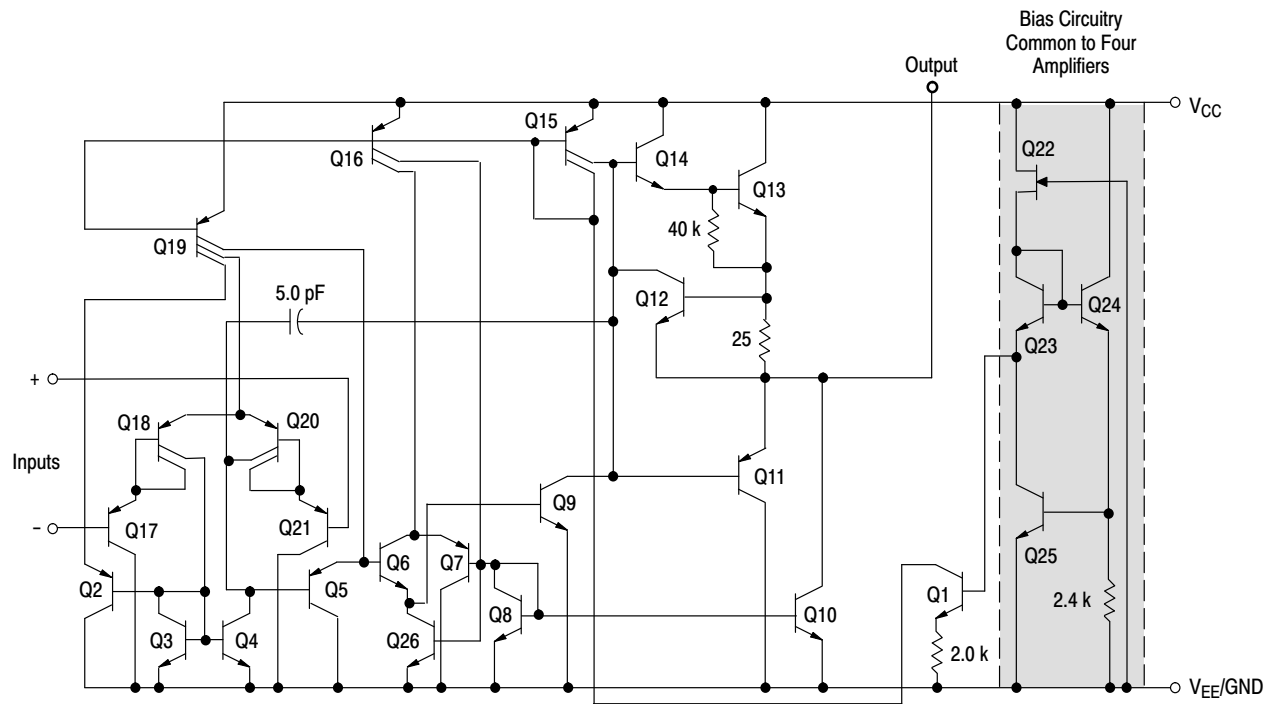 Bias Circuitry
Common to Four
Amplifiers
Output
VCC
Q15
Q22
Q16
Q14
Q13
Q19
40 k
5.0 pF
Q12
Q24
25
Q23
+
Q18
Q20
Inputs
Q11
Q9
–
Q17
Q21
Q25
Q6
Q7
Q2
Q5
Q1
2.4 k
Q8
Q10
Q3
Q4
Q26
2.0 k
VEE/GND